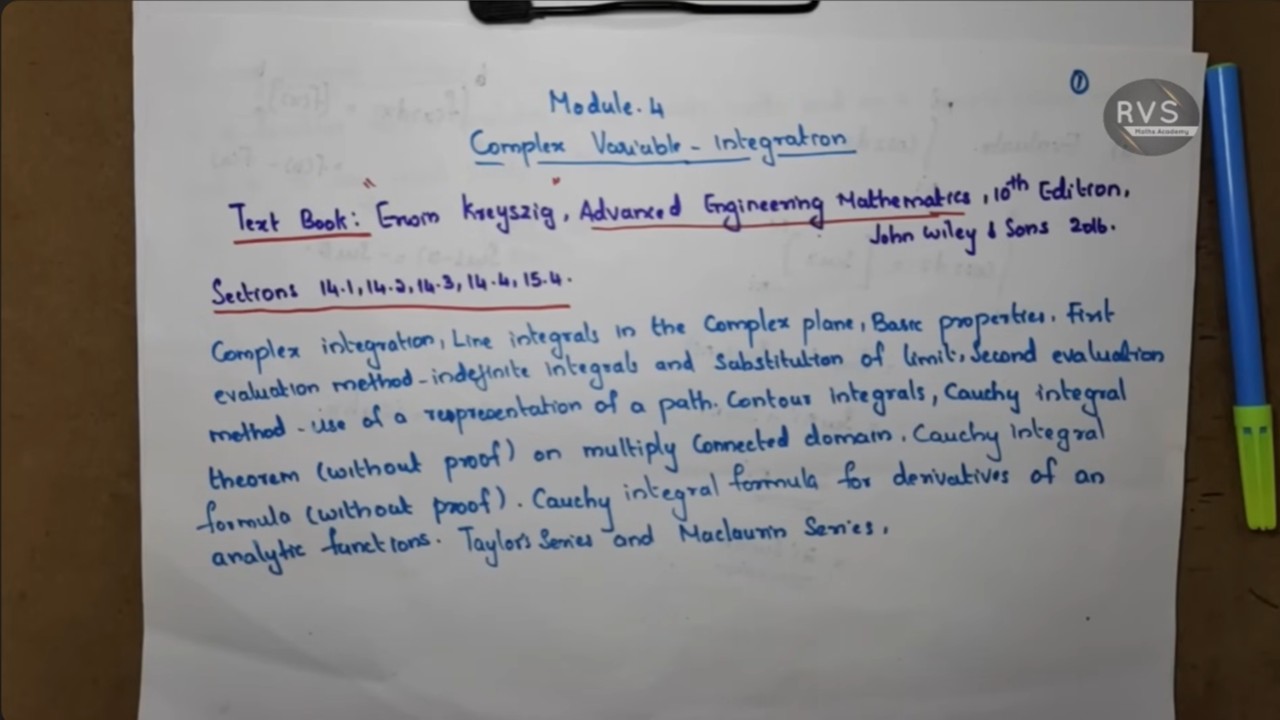 ①
Module. 4
RVS
Maths Academy
Complex Variable - Integration
Text Book: "Erwin Kreyszig", Advanced Engineering Mathematics, 10th Edition,
John Wiley & Sons 2016.
Sections 14.1, 14.2, 14.3, 14.4, 15.4.
Complex integration, Line integrals in the Complex plane, Basic properties. First
evaluation method - indefinite integrals and Substitution of limit. Second evaluation
method - use of a respresentation of a path. Contour integrals, Cauchy integral
theorem (without proof) on multiply Connected domain. Cauchy integral
formula (without proof). Cauchy integral formula for derivatives of an
analytic functions. Taylor's Series and Maclaurin Series.